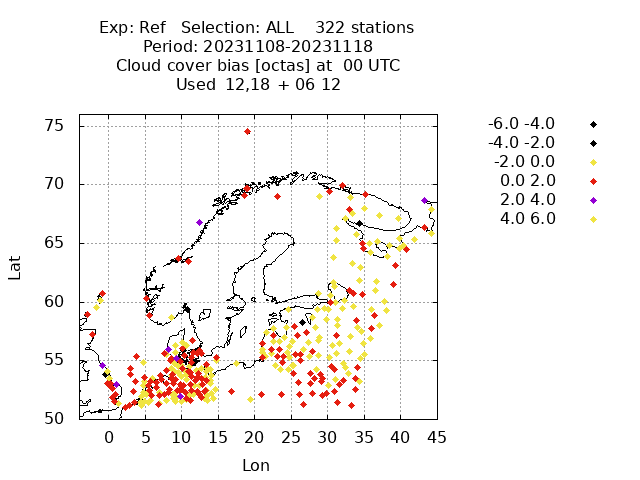 Exp: Ref   Selection: ALL    322 stations
Period: 20231108-20231118
Cloud cover bias [octas] at  00 UTC
Used  12,18 + 06 12
-6.0 -4.0
-4.0 -2.0
-2.0 0.0
0.0 2.0
2.0 4.0
4.0 6.0
75
70
65
60
55
50
Lat
0 5 10 15 20 25 30 35 40 45
Lon